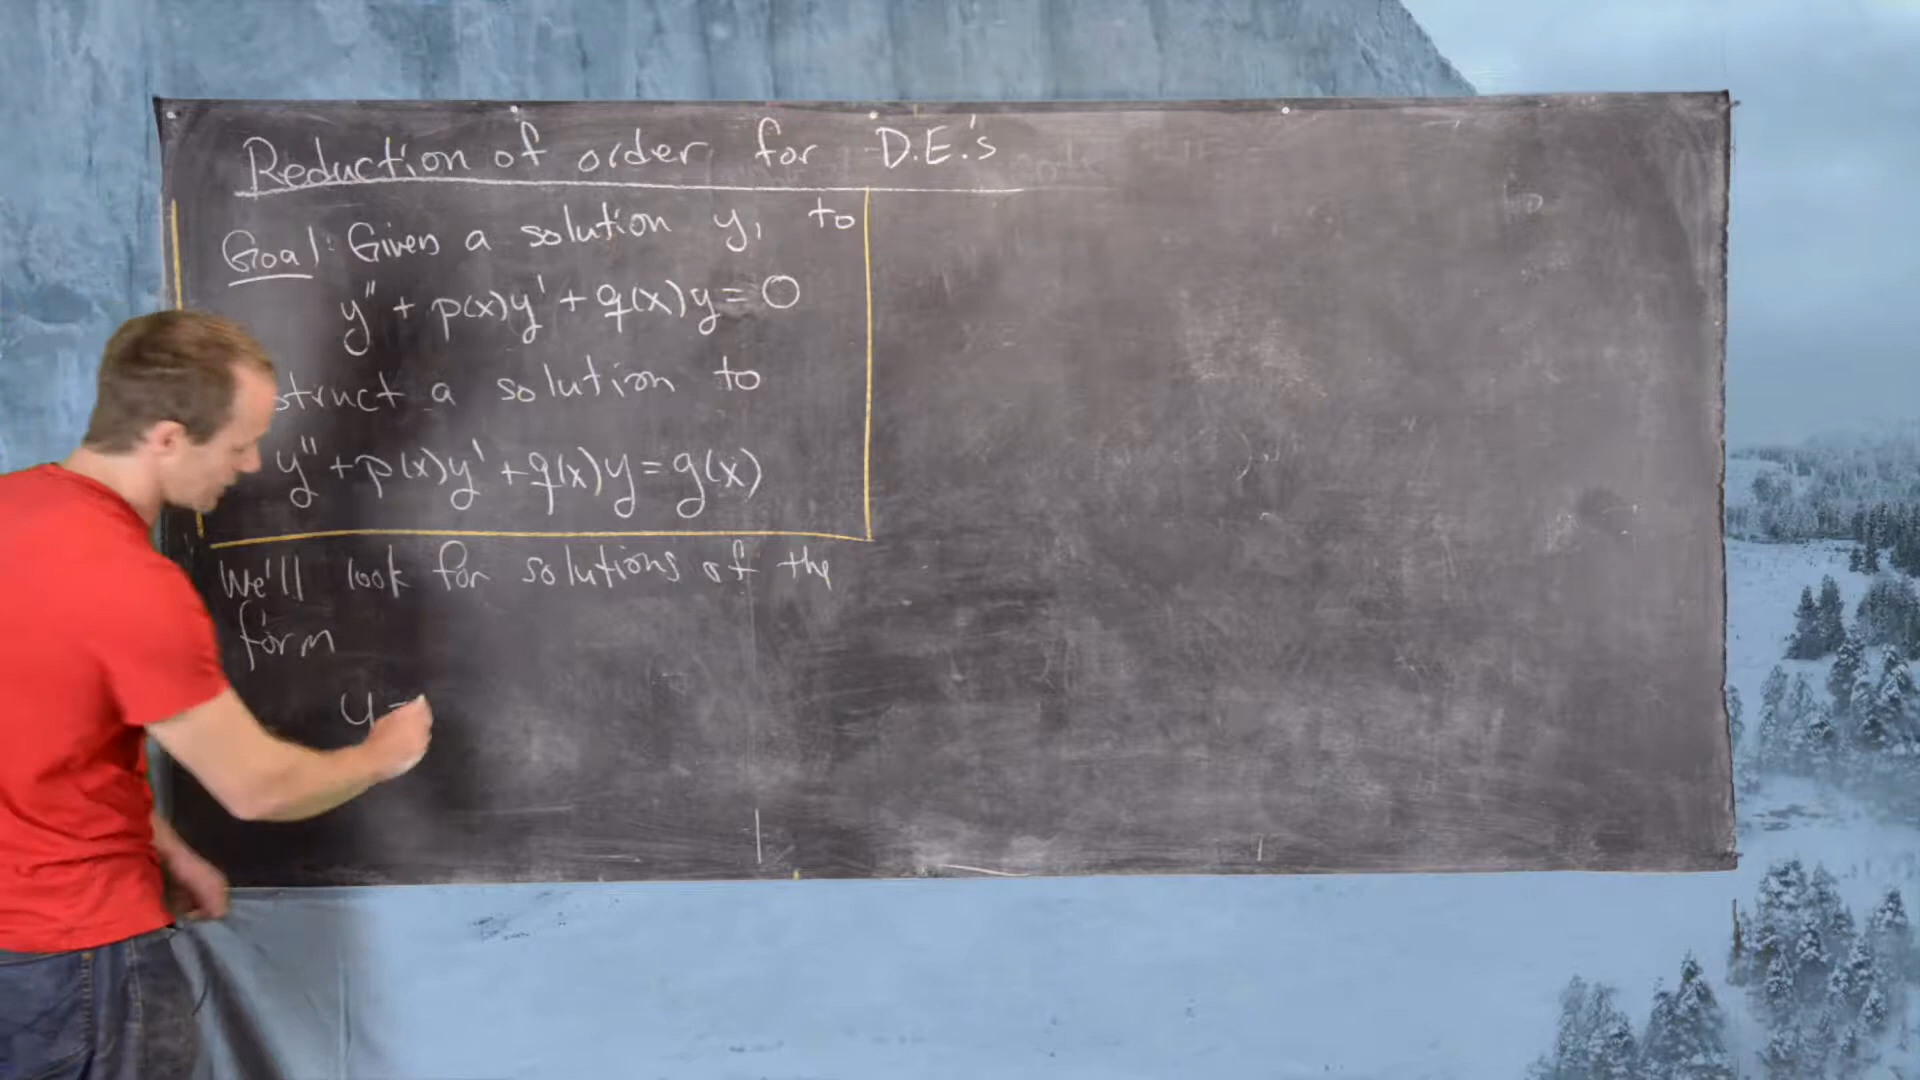 Reduction of order for D.E.'s
Goal: Given a solution y₁ to
y'' + p(x)y' + q(x)y = 0
struct a solution to
y'' + p(x)y' + q(x)y = g(x)
We'll look for solutions of the
form
y =